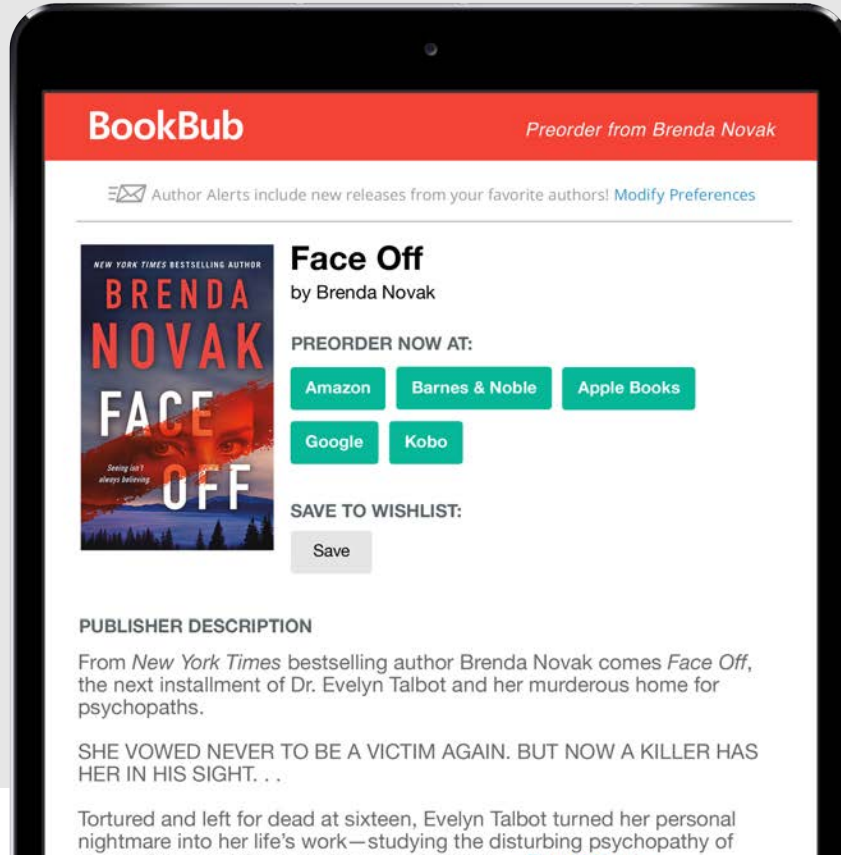 BookBub
Preorder from Brenda Novak
Author Alerts include new releases from your favorite authors! Modify Preferences
NEW YORK TIMES BESTSELLING AUTHOR
BRENDA
NOVAK
FACE
Seeing isn't
always believing.
OFF
Face Off
by Brenda Novak
PREORDER NOW AT:
Amazon Barnes & Noble Apple Books
Google Kobo
SAVE TO WISHLIST:
Save
PUBLISHER DESCRIPTION
From New York Times bestselling author Brenda Novak comes Face Off,
the next installment of Dr. Evelyn Talbot and her murderous home for
psychopaths.
SHE VOWED NEVER TO BE A VICTIM AGAIN. BUT NOW A KILLER HAS
HER IN HIS SIGHT. . .
Tortured and left for dead at sixteen, Evelyn Talbot turned her personal
nightmare into her life's work—studying the disturbing psychopathy of